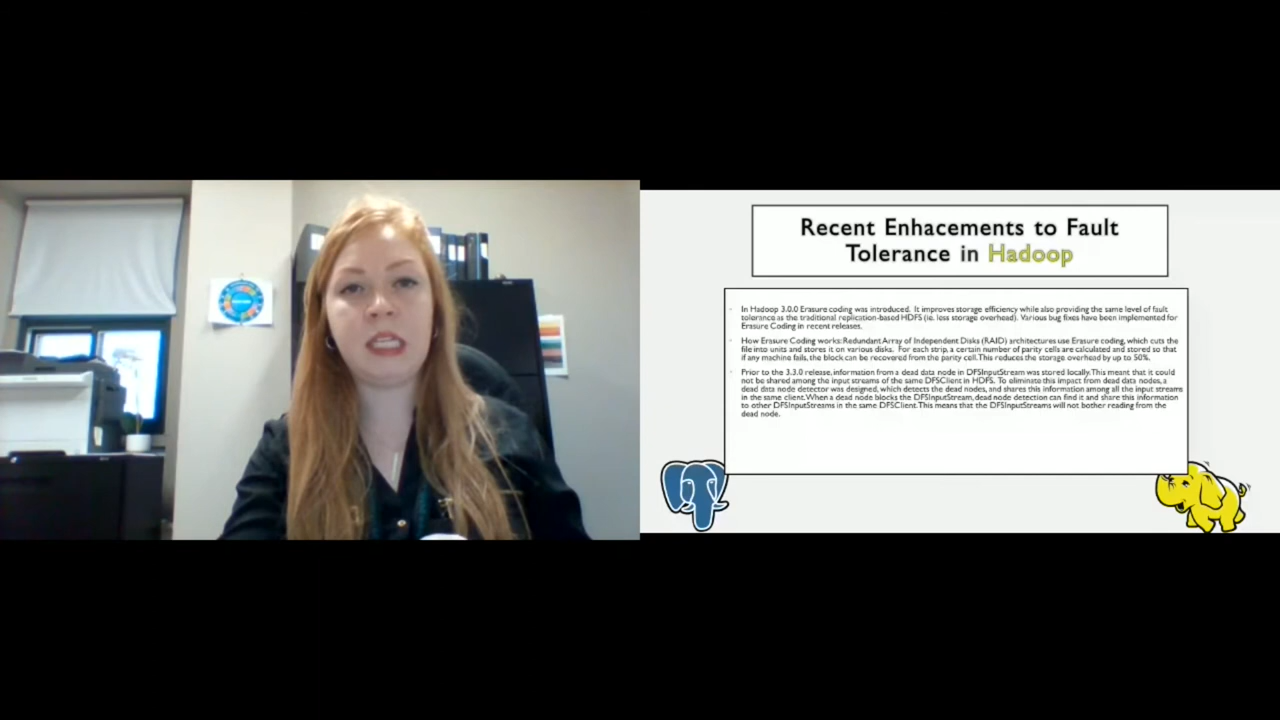 Recent Enhacements to Fault
Tolerance in Hadoop
In Hadoop 3.0.0 Erasure coding was introduced. It improves storage efficiency while also providing the same level of fault
tolerance as the traditional replication-based HDFS (ie. less storage overhead). Various bug fixes have been implemented for
Erasure Coding in recent releases.
How Erasure Coding works: Redundant Array of Independent Disks (RAID) architectures use Erasure coding, which cuts the
file into units and stores it on various disks. For each strip, a certain number of parity cells are calculated and stored so that
if any machine fails, the block can be recovered from the parity cell. This reduces the storage overhead by up to 50%.
Prior to the 3.3.0 release, information from a dead data node in DFSInputStream was stored locally. This meant that it could
not be shared among the input streams of the same DFSClient in HDFS. To eliminate this impact from dead data nodes, a
dead data node detector was designed, which detects the dead nodes, and shares this information among all the input streams
in the same client. When a dead node blocks the DFSInputStream, dead node detection can find it and share this information
to other DFSInputStreams in the same DFSClient. This means that the DFSInputStreams will not bother reading from the
dead node.